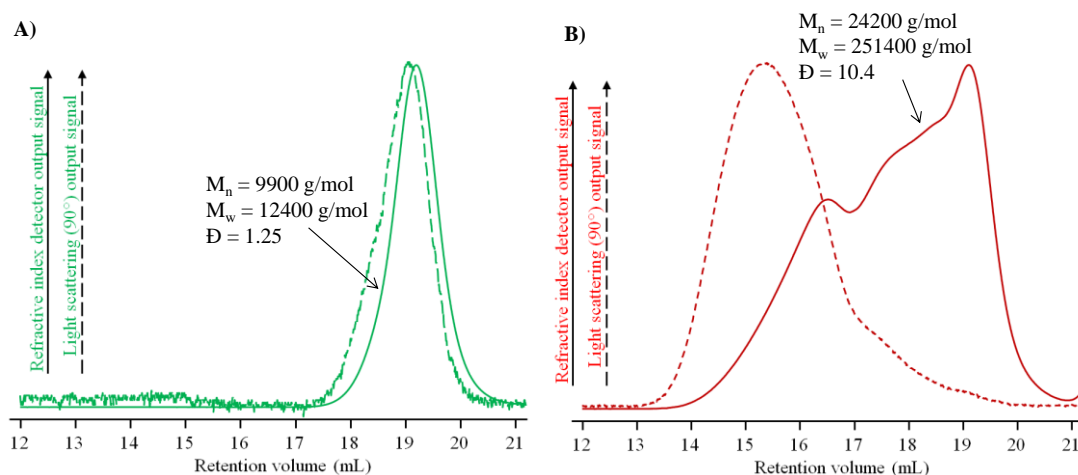 A)
Refractive index detector output signal
Light scattering (90°) output signal
Mn = 9900 g/mol
Mw = 12400 g/mol
Đ = 1.25
12 13 14 15 16 17 18 19 20 21
Retention volume (mL)
B)
Refractive index detector output signal
Light scattering (90°) output signal
Mn = 24200 g/mol
Mw = 251400 g/mol
Đ = 10.4
12 13 14 15 16 17 18 19 20 21
Retention volume (mL)